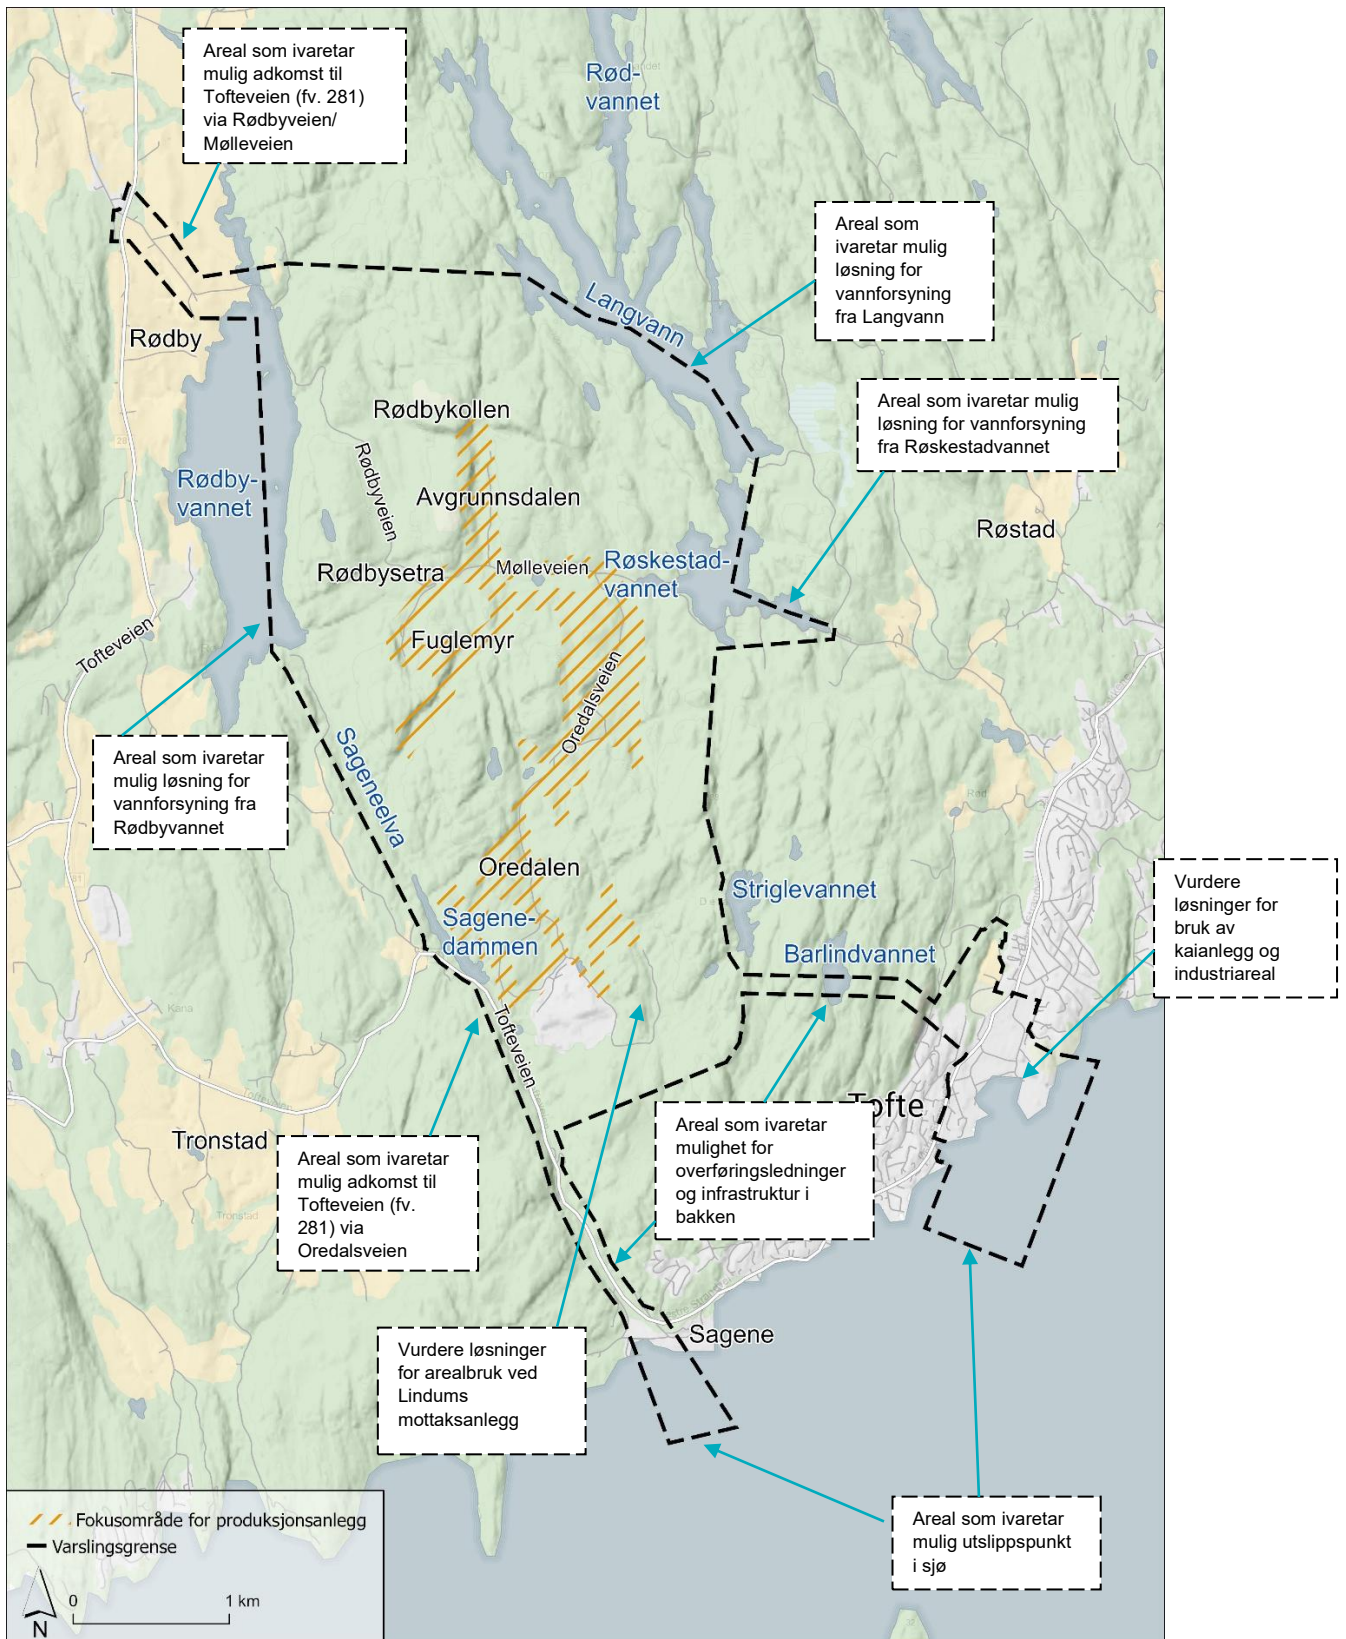 Areal som ivaretar
mulig adkomst til
Tofteveien (fv. 281)
via Rødbyveien/
Mølleveien
Rød-
vannet
Areal som
ivaretar mulig
løsning for
vannforsyning
fra Langvann
Langvann
Rødby
Areal som ivaretar mulig
løsning for vannforsyning
fra Røskestadvannet
Rødbykollen
Rødbyveien
Rødby-
vannet
Avgrunnsdalen
Røstad
Mølleveien
Røskestad-
vannet
Rødbysetra
Fuglemyr
Tofteveien
Oredalsveien
Areal som ivaretar
mulig løsning for
vannforsyning fra
Rødbyvannet
Sageneelva
Rød
Oredalen
Striglevannet
Vurdere
løsninger for
bruk av
kaianlegg og
industriareal
Sagene-
dammen
Barlindvannet
Kana
Tofteveien
Tofteveien
Tofte
Tronstad
Areal som ivaretar
mulig adkomst til
Tofteveien (fv.
281) via
Oredalsveien
Areal som ivaretar
mulighet for
overføringsledninger
og infrastruktur i
bakken
Tronstad
Sagene
Vurdere løsninger
for arealbruk ved
Lindums
mottaksanlegg
Areal som ivaretar
mulig utslippspunkt
i sjø
Fokusområde for produksjonsanlegg
Varslingsgrense
0 1 km
N